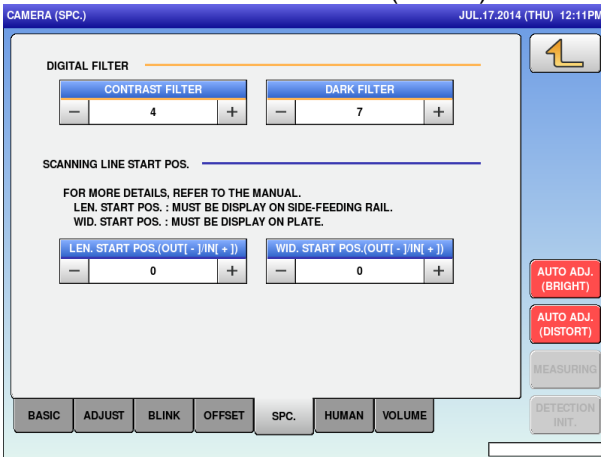 CAMERA (SPC.) JUL.17.2014 (THU) 12:11PM
DIGITAL FILTER
CONTRAST FILTER DARK FILTER
− 4 + − 7 +
SCANNING LINE START POS.
FOR MORE DETAILS, REFER TO THE MANUAL.
LEN. START POS. : MUST BE DISPLAY ON SIDE-FEEDING RAIL.
WID. START POS. : MUST BE DISPLAY ON PLATE.
LEN. START POS.(OUT[ - ]/IN[ + ]) WID. START POS.(OUT[ - ]/IN[ + ])
− 0 + − 0 +
AUTO ADJ.
(BRIGHT)
AUTO ADJ.
(DISTORT)
MEASURING
DETECTION
INIT.
BASIC ADJUST BLINK OFFSET SPC. HUMAN VOLUME